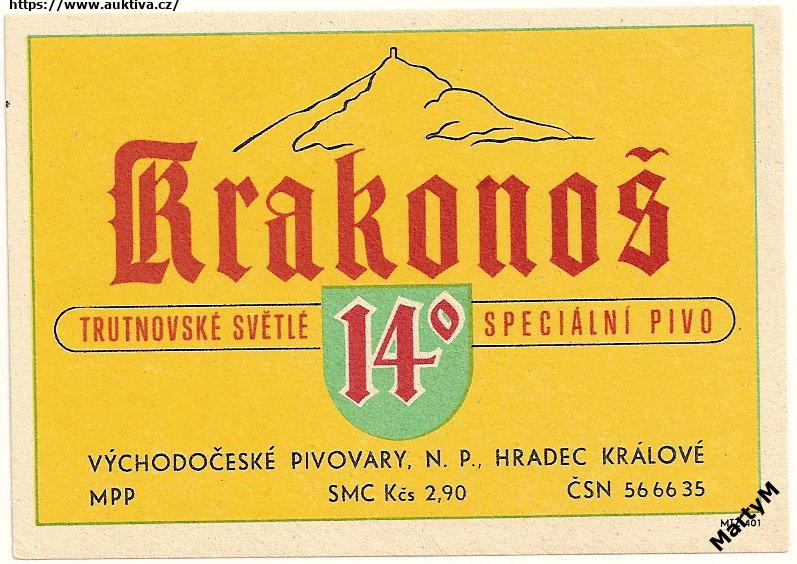 https://www.auktiva.cz/
Krakonoš
TRUTNOVSKÉ SVĚTLÉ 14° SPECIÁLNÍ PIVO
VÝCHODOČESKÉ PIVOVARY, N. P., HRADEC KRÁLOVÉ
MPP SMC Kčs 2,90 ČSN 56 66 35
401
MartyM